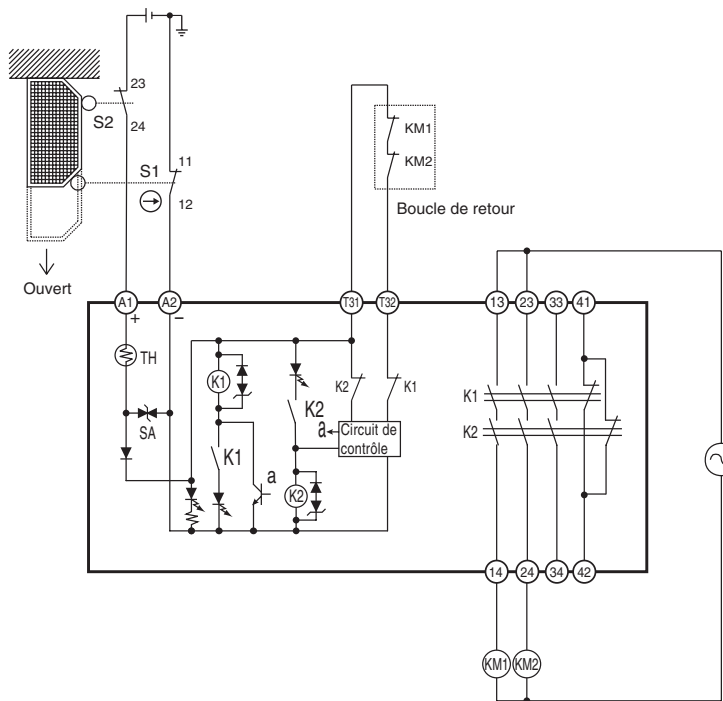 23
S2
24
11
S1
12
Ouvert
KM1
KM2
Boucle de retour
A1
A2
T31
T32
13
23
33
41
+
−
TH
SA
K1
K1
K2
K2
K2
K1
a
a
Circuit de
contrôle
K1
K2
14
24
34
42
KM1
KM2